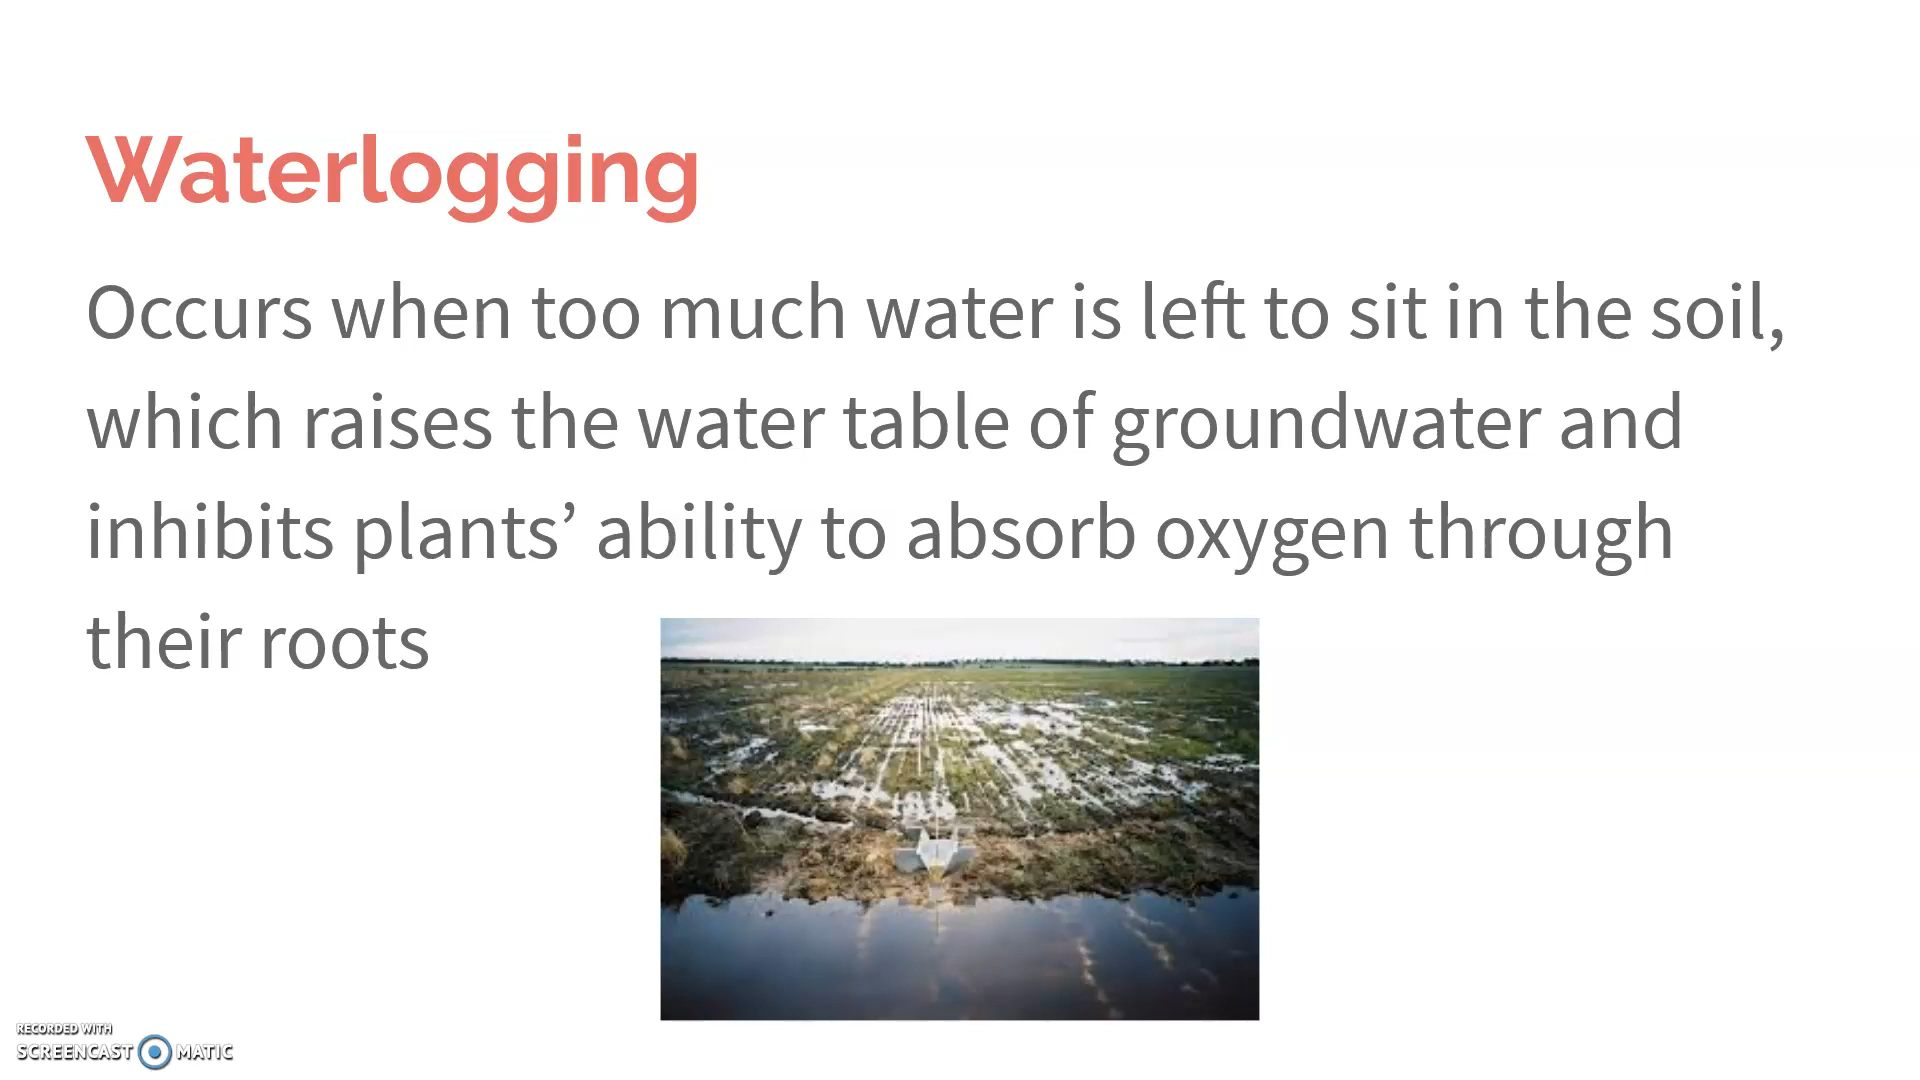 Waterlogging
Occurs when too much water is left to sit in the soil,
which raises the water table of groundwater and
inhibits plants’ ability to absorb oxygen through
their roots
RECORDED WITH
SCREENCAST MATIC